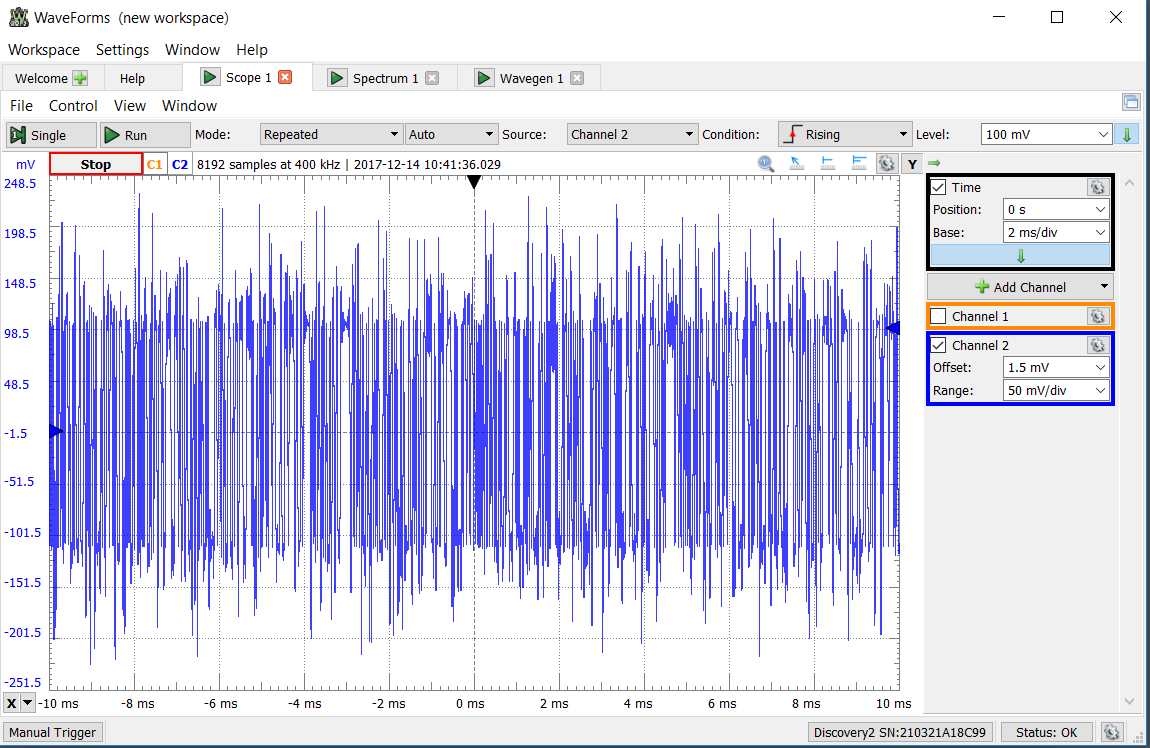 WaveForms (new workspace)
Workspace Settings Window Help
Welcome Help Scope 1 Spectrum 1 Wavegen 1
File Control View Window
Single Run Mode: Repeated Auto Source: Channel 2 Condition: Rising Level: 100 mV
mV Stop C1 C2 8192 samples at 400 kHz | 2017-12-14 10:41:36.029 Y
248.5
198.5
148.5
98.5
48.5
-1.5
-51.5
-101.5
-151.5
-201.5
-251.5
X -10 ms -8 ms -6 ms -4 ms -2 ms 0 ms 2 ms 4 ms 6 ms 8 ms 10 ms
Time
Position: 0 s
Base: 2 ms/div
Add Channel
Channel 1
Channel 2
Offset: 1.5 mV
Range: 50 mV/div
Manual Trigger Discovery2 SN:210321A18C99 Status: OK